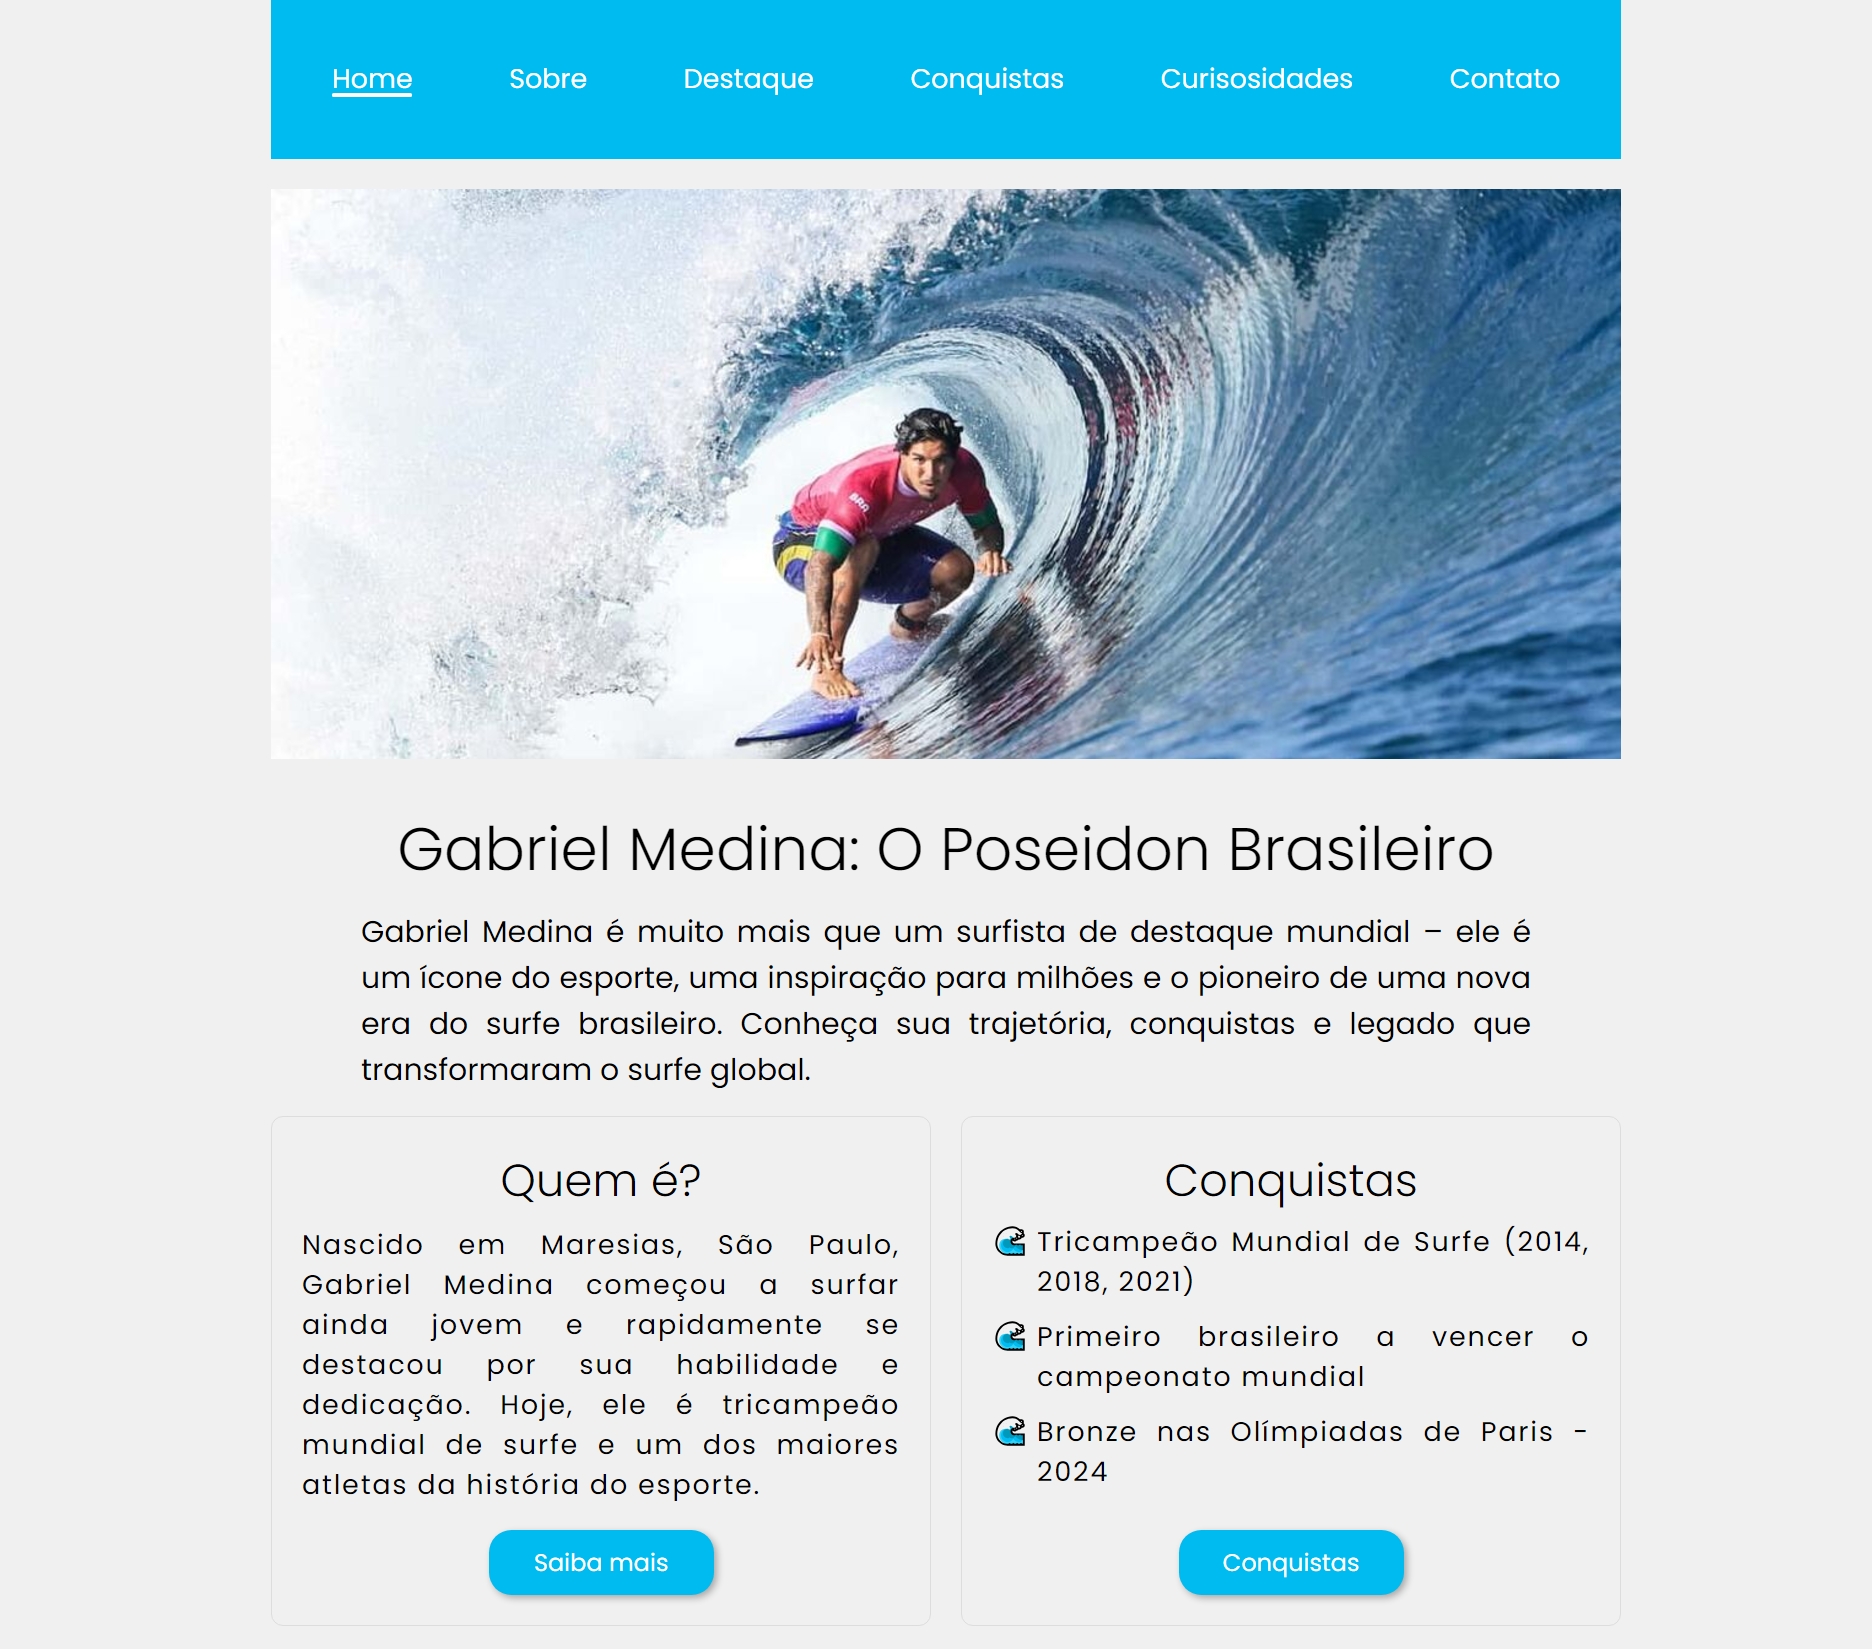 Home Sobre Destaque Conquistas Curisosidades Contato
BRA
Gabriel Medina: O Poseidon Brasileiro
Gabriel Medina é muito mais que um surfista de destaque mundial – ele é
um ícone do esporte, uma inspiração para milhões e o pioneiro de uma nova
era do surfe brasileiro. Conheça sua trajetória, conquistas e legado que
transformaram o surfe global.
Quem é?
Nascido em Maresias, São Paulo,
Gabriel Medina começou a surfar
ainda jovem e rapidamente se
destacou por sua habilidade e
dedicação. Hoje, ele é tricampeão
mundial de surfe e um dos maiores
atletas da história do esporte.
Saiba mais
Conquistas
Tricampeão Mundial de Surfe (2014,
2018, 2021)
Primeiro brasileiro a vencer o
campeonato mundial
Bronze nas Olímpiadas de Paris -
2024
Conquistas